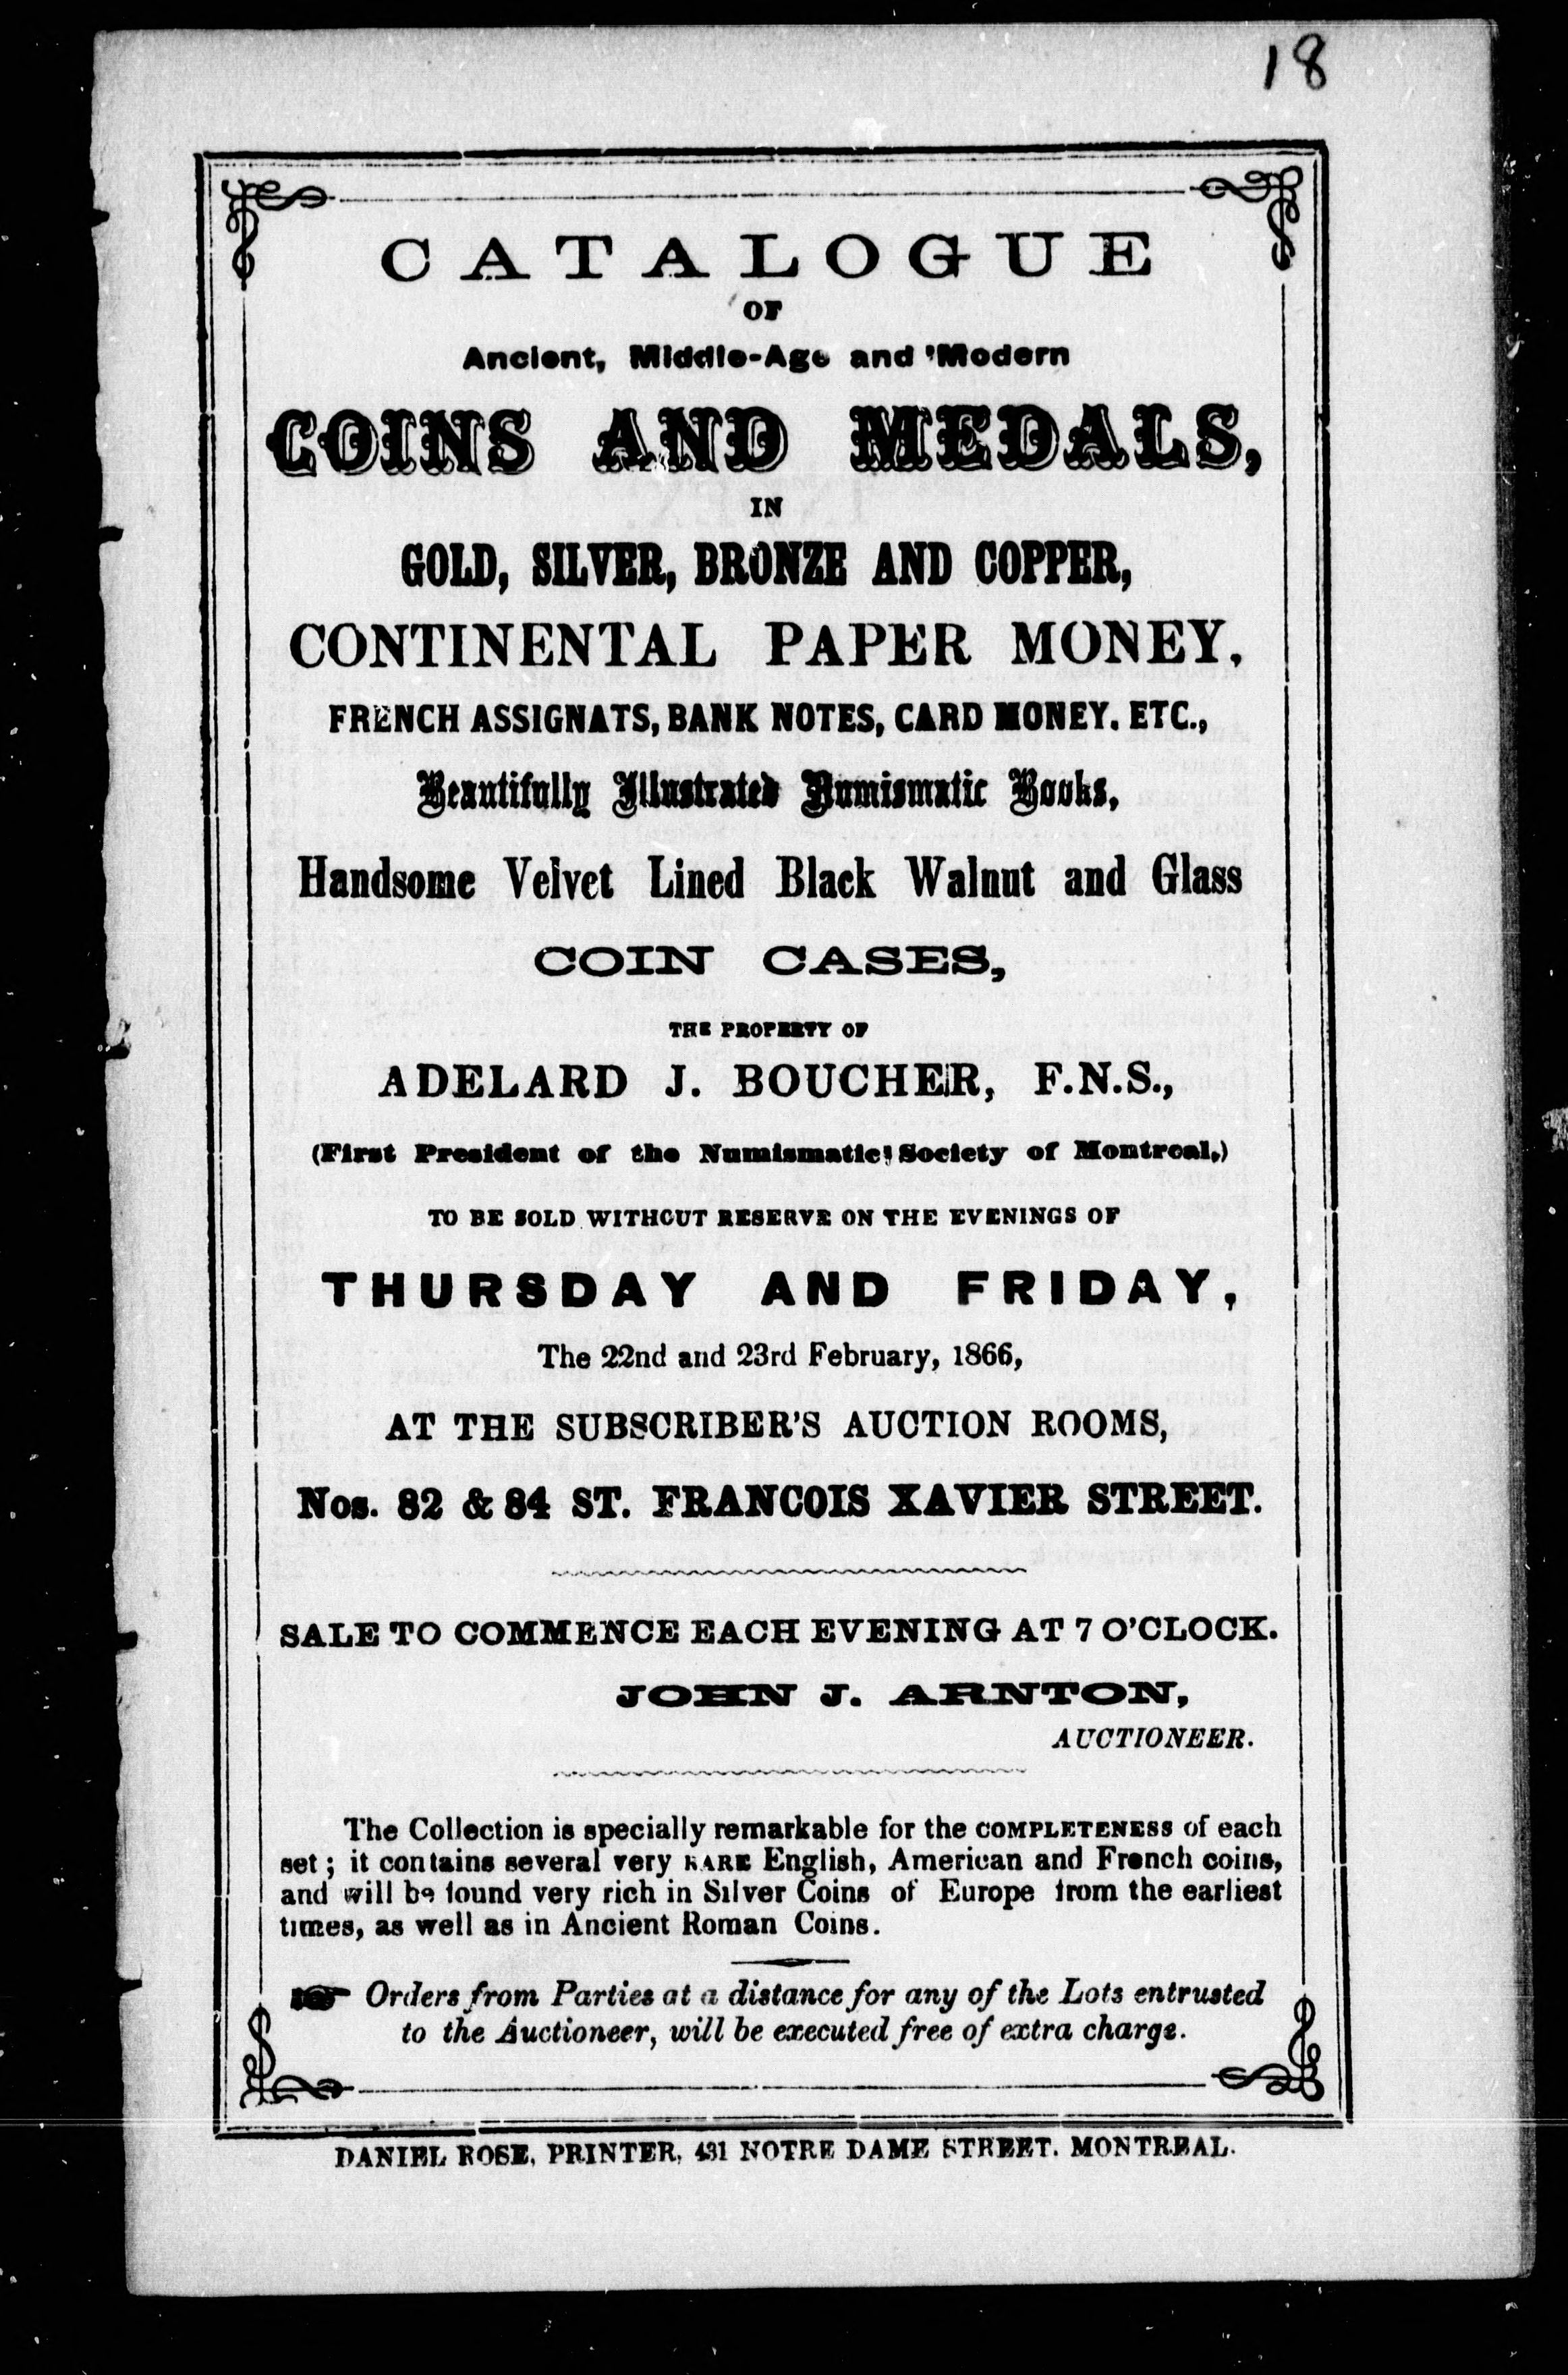 18
CATALOGUE
OF
Ancient, Middle-Age and Modern
COINS AND MEDALS,
IN
GOLD, SILVER, BRONZE AND COPPER,
CONTINENTAL PAPER MONEY,
FRENCH ASSIGNATS, BANK NOTES, CARD MONEY. ETC.,
Beautifully Illustrated Numismatic Books,
Handsome Velvet Lined Black Walnut and Glass
COIN CASES,
THE PROPERTY OF
ADELARD J. BOUCHER, F.N.S.,
(First President of the Numismatic Society of Montreal,)
TO BE SOLD WITHOUT RESERVE ON THE EVENINGS OF
THURSDAY AND FRIDAY,
The 22nd and 23rd February, 1866,
AT THE SUBSCRIBER'S AUCTION ROOMS,
Nos. 82 & 84 ST. FRANCOIS XAVIER STREET.
SALE TO COMMENCE EACH EVENING AT 7 O'CLOCK.
JOHN J. ARNTON,
AUCTIONEER.
The Collection is specially remarkable for the COMPLETENESS of each
set; it contains several very RARE English, American and French coins,
and will be found very rich in Silver Coins of Europe from the earliest
times, as well as in Ancient Roman Coins.
☞ Orders from Parties at a distance for any of the Lots entrusted
to the Auctioneer, will be executed free of extra charge.
DANIEL ROSE, PRINTER, 431 NOTRE DAME STREET. MONTREAL.